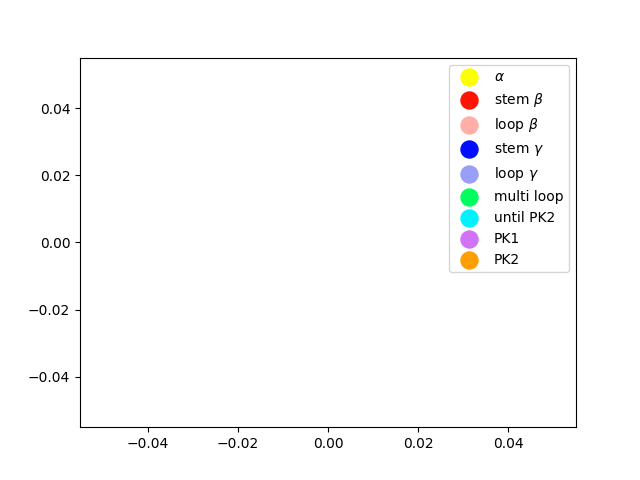 α
stem β
loop β
stem γ
loop γ
multi loop
until PK2
PK1
PK2
0.04
0.02
0.00
−0.02
−0.04
−0.04 −0.02 0.00 0.02 0.04